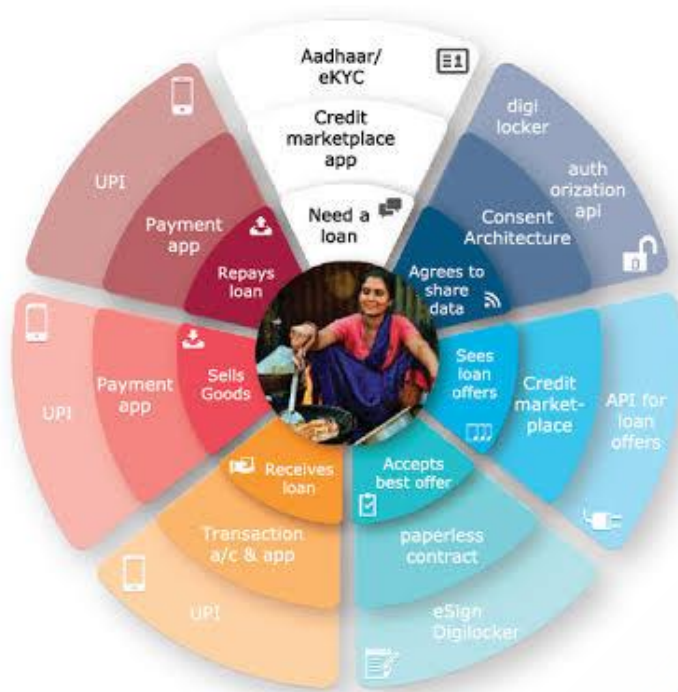 Aadhaar/
eKYC
Credit
marketplace
app
Need a
loan
digi
locker
auth
orization
api
Consent
Architecture
Agrees to
share
data
Sees
loan
offers
Credit
market-
place
API for
loan
offers
Accepts
best offer
paperless
contract
eSign
Digilocker
Receives
loan
Transaction
a/c & app
UPI
Sells
Goods
Payment
app
UPI
Repays
loan
Payment
app
UPI